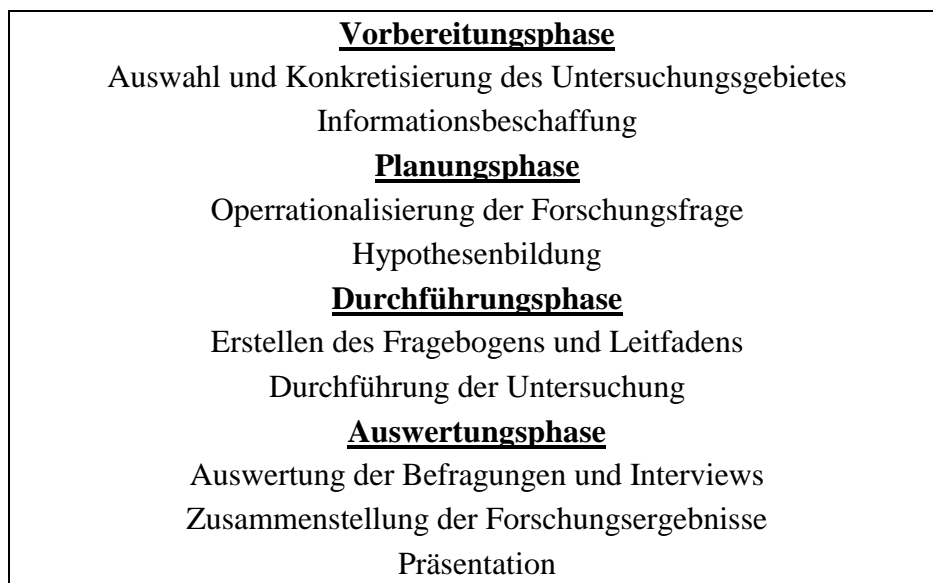 Vorbereitungsphase
Auswahl und Konkretisierung des Untersuchungsgebietes
Informationsbeschaffung
Planungsphase
Operrationalisierung der Forschungsfrage
Hypothesenbildung
Durchführungsphase
Erstellen des Fragebogens und Leitfadens
Durchführung der Untersuchung
Auswertungsphase
Auswertung der Befragungen und Interviews
Zusammenstellung der Forschungsergebnisse
Präsentation